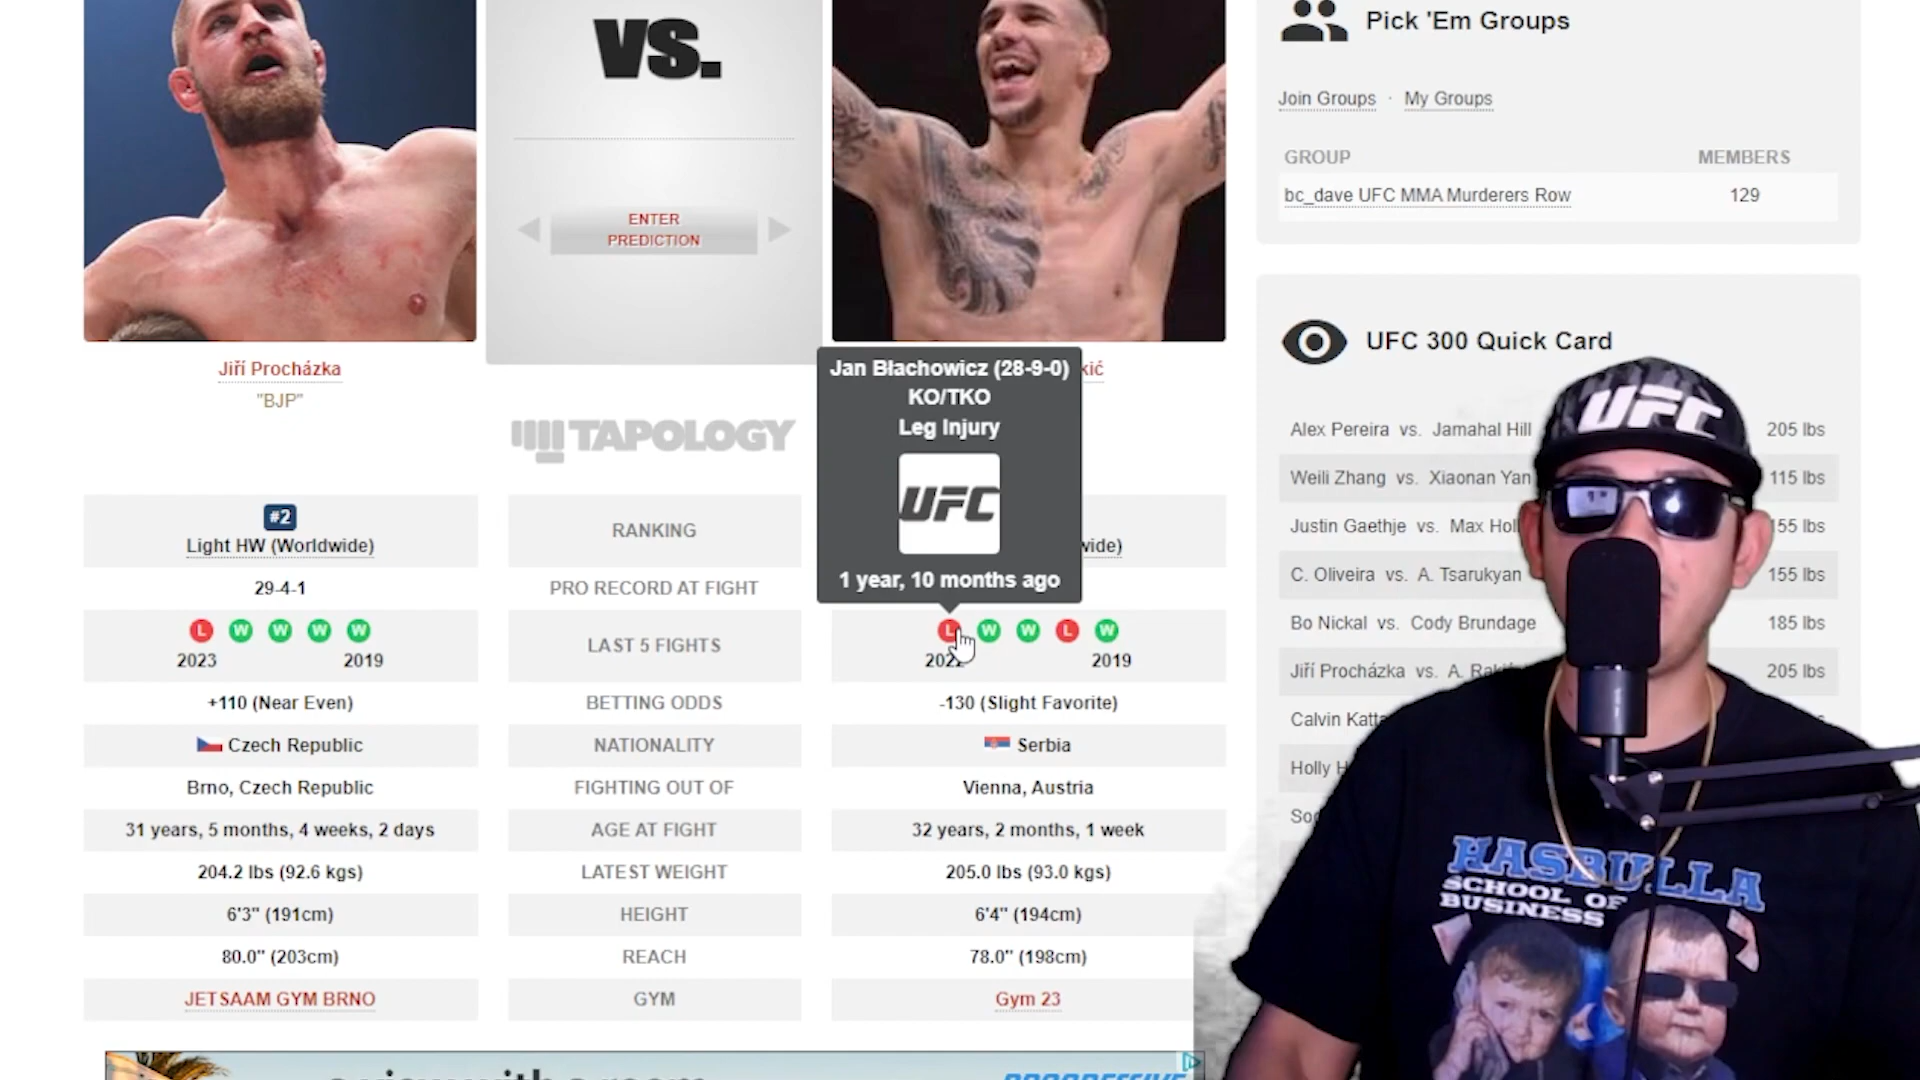 VS.
ENTER
PREDICTION
Jiří Procházka
"BJP"
TAPOLOGY
Jan Błachowicz (28-9-0)
KO/TKO
Leg Injury
UFC
1 year, 10 months ago
kić
#2
Light HW (Worldwide)
RANKING
wide)
29-4-1
PRO RECORD AT FIGHT
L W W W W
LAST 5 FIGHTS
L W W L W
2023 2019
2022 2019
+110 (Near Even)
BETTING ODDS
-130 (Slight Favorite)
Czech Republic
NATIONALITY
Serbia
Brno, Czech Republic
FIGHTING OUT OF
Vienna, Austria
31 years, 5 months, 4 weeks, 2 days
AGE AT FIGHT
32 years, 2 months, 1 week
204.2 lbs (92.6 kgs)
LATEST WEIGHT
205.0 lbs (93.0 kgs)
6'3" (191cm)
HEIGHT
6'4" (194cm)
80.0" (203cm)
REACH
78.0" (198cm)
JETSAAM GYM BRNO
GYM
Gym 23
Pick 'Em Groups
Join Groups · My Groups
GROUP MEMBERS
bc_dave UFC MMA Murderers Row 129
UFC 300 Quick Card
Alex Pereira vs. Jamahal Hill 205 lbs
Weili Zhang vs. Xiaonan Yan 115 lbs
Justin Gaethje vs. Max Hol 155 lbs
C. Oliveira vs. A. Tsarukyan 155 lbs
Bo Nickal vs. Cody Brundage 185 lbs
Jiří Procházka vs. A. Rak 205 lbs
Calvin Katta
Holly H
UFC
HASBULLA
SCHOOL OF
BUSINESS